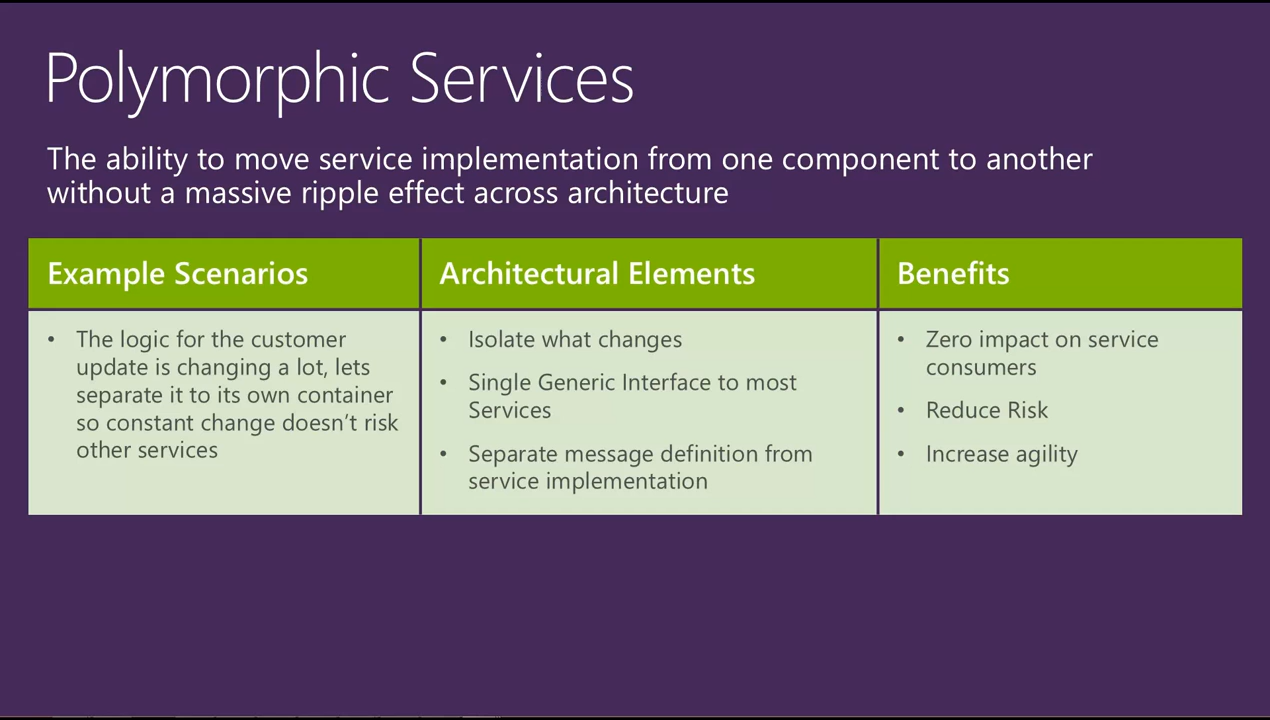 Polymorphic Services
The ability to move service implementation from one component to another
without a massive ripple effect across architecture
Example Scenarios
• The logic for the customer
update is changing a lot, lets
separate it to its own container
so constant change doesn't risk
other services
Architectural Elements
• Isolate what changes
• Single Generic Interface to most
Services
• Separate message definition from
service implementation
Benefits
• Zero impact on service
consumers
• Reduce Risk
• Increase agility